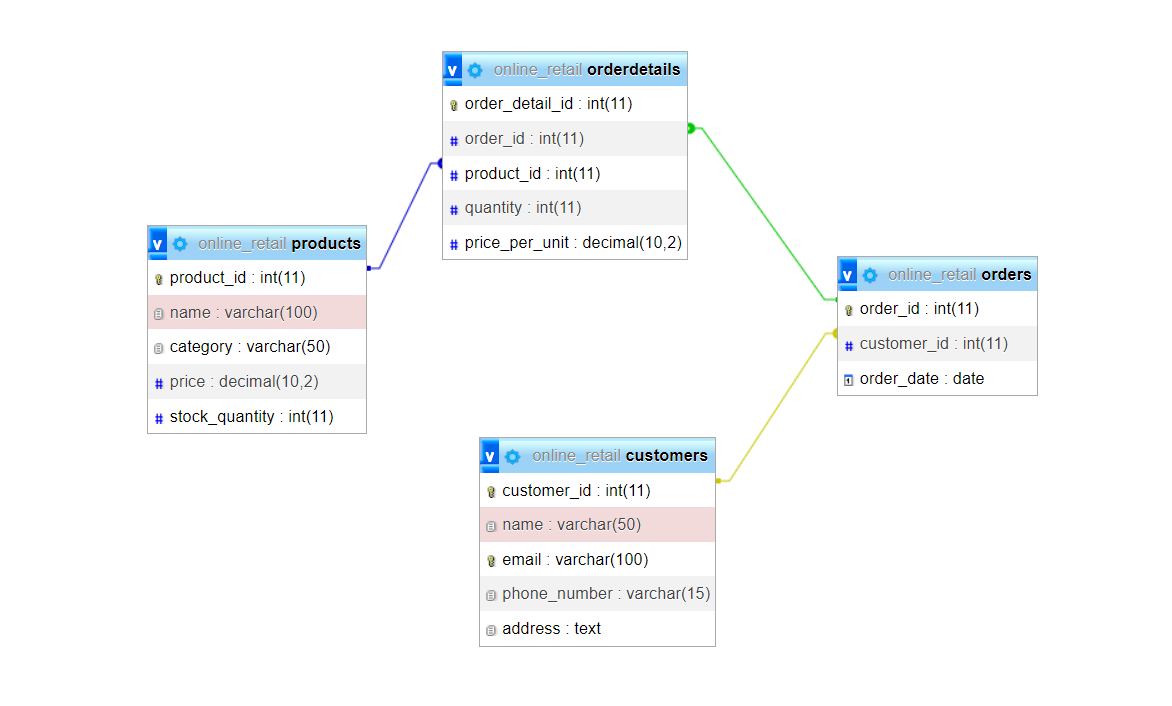 v online_retail orderdetails
order_detail_id : int(11)
# order_id : int(11)
# product_id : int(11)
# quantity : int(11)
# price_per_unit : decimal(10,2)
v online_retail products
product_id : int(11)
name : varchar(100)
category : varchar(50)
# price : decimal(10,2)
# stock_quantity : int(11)
v online_retail orders
order_id : int(11)
# customer_id : int(11)
1 order_date : date
v online_retail customers
customer_id : int(11)
name : varchar(50)
email : varchar(100)
phone_number : varchar(15)
address : text